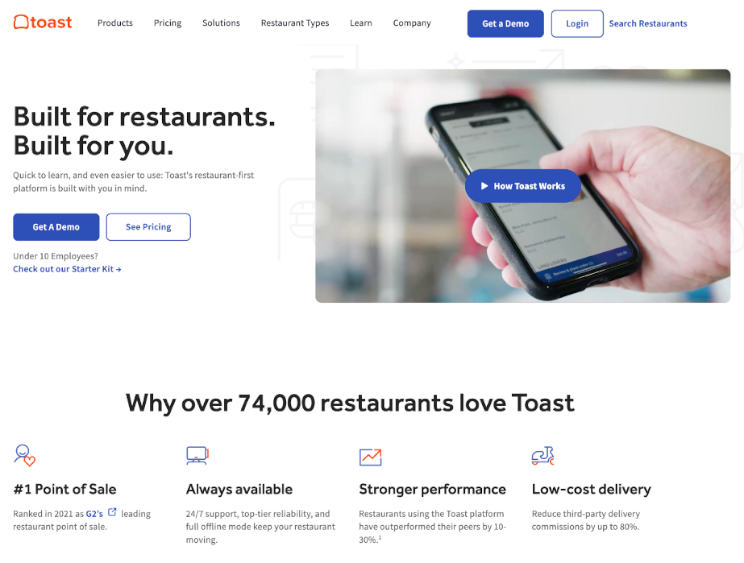 toast
Products Pricing Solutions Restaurant Types Learn Company Get a Demo Login Search Restaurants
Built for restaurants.
Built for you.
Quick to learn, and even easier to use: Toast's restaurant-first
platform is built with you in mind.
Get A Demo See Pricing
Under 10 Employees?
Check out our Starter Kit →
How Toast Works
Why over 74,000 restaurants love Toast
#1 Point of Sale
Ranked in 2021 as G2's leading
restaurant point of sale.
Always available
24/7 support, top-tier reliability, and
full offline mode keep your restaurant
moving.
Stronger performance
Restaurants using the Toast platform
have outperformed their peers by 10-
30%.¹
Low-cost delivery
Reduce third-party delivery
commissions by up to 80%.